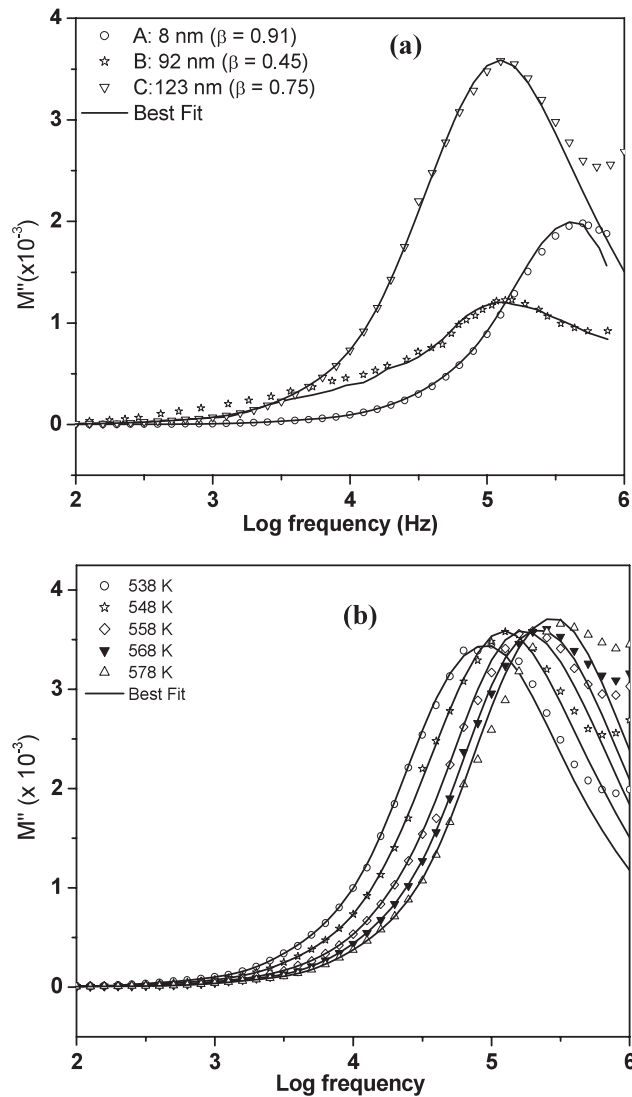 (a)
A: 8 nm (β = 0.91)
B: 92 nm (β = 0.45)
C:123 nm (β = 0.75)
Best Fit
M"(x10⁻³)
4
3
2
1
0
2 3 4 5 6
Log frequency (Hz)
(b)
538 K
548 K
558 K
568 K
578 K
Best Fit
M" (x 10⁻³)
4
3
2
1
0
2 3 4 5 6
Log frequency